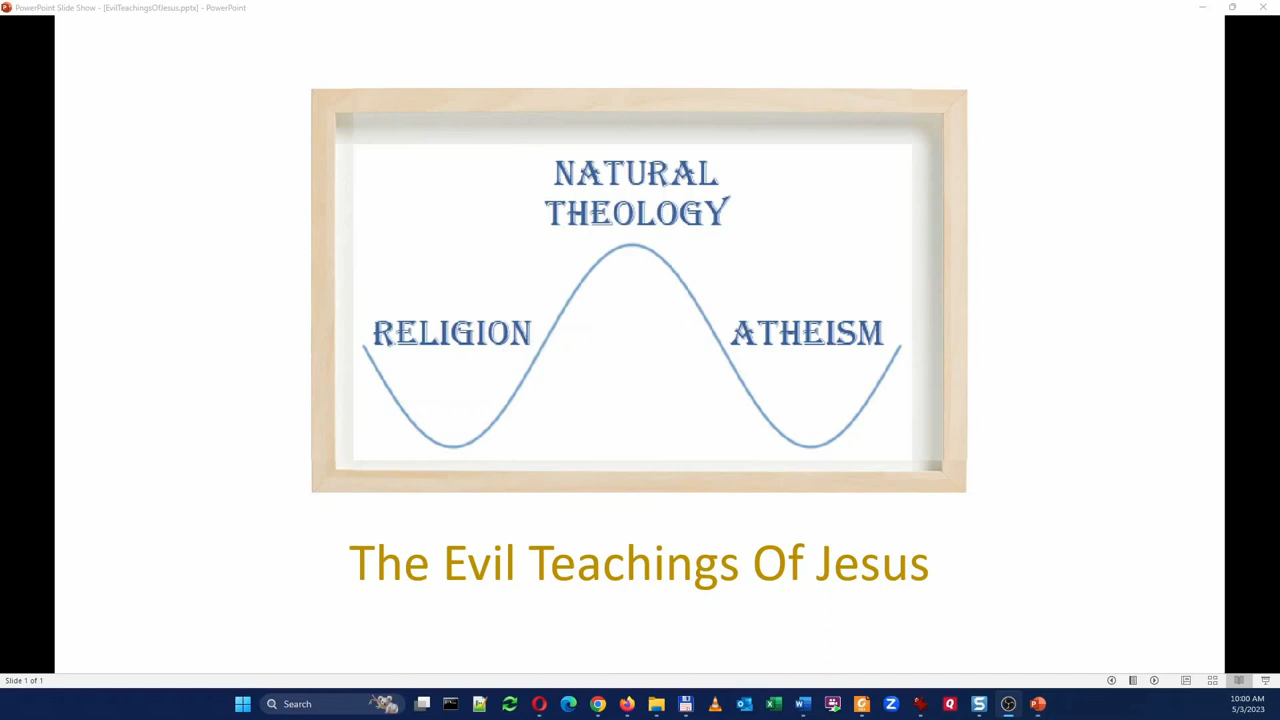 PowerPoint Slide Show - [EvilTeachingsOfJesus.pptx] - PowerPoint
NATURAL
THEOLOGY
RELIGION
ATHEISM
The Evil Teachings Of Jesus
Slide 1 of 1
Search
10:00 AM
5/3/2023